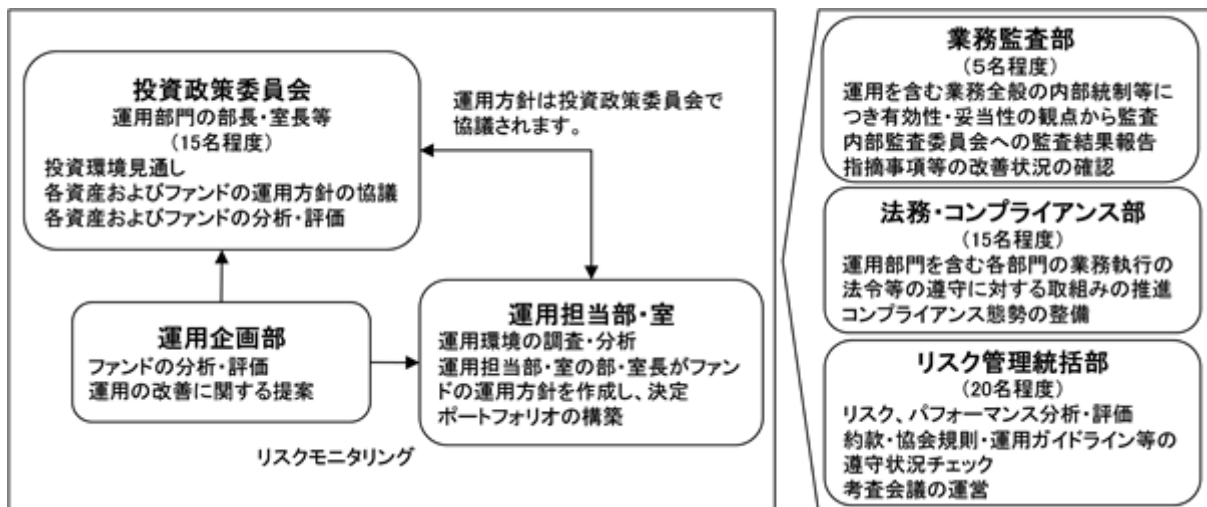 投資政策委員会
運用部門の部長・室長等
(15名程度)
投資環境見通し
各資産およびファンドの運用方針の協議
各資産およびファンドの分析・評価
運用方針は投資政策委員会で
協議されます。
運用企画部
ファンドの分析・評価
運用の改善に関する提案
運用担当部・室
運用環境の調査・分析
運用担当部・室の部・室長がファン
ドの運用方針を作成し、決定
ポートフォリオの構築
リスクモニタリング
業務監査部
(5名程度)
運用を含む業務全般の内部統制等に
つき有効性・妥当性の観点から監査
内部監査委員会への監査結果報告
指摘事項等の改善状況の確認
法務・コンプライアンス部
(15名程度)
運用部門を含む各部門の業務執行の
法令等の遵守に対する取組みの推進
コンプライアンス態勢の整備
リスク管理統括部
(20名程度)
リスク、パフォーマンス分析・評価
約款・協会規則・運用ガイドライン等の
遵守状況チェック
考査会議の運営